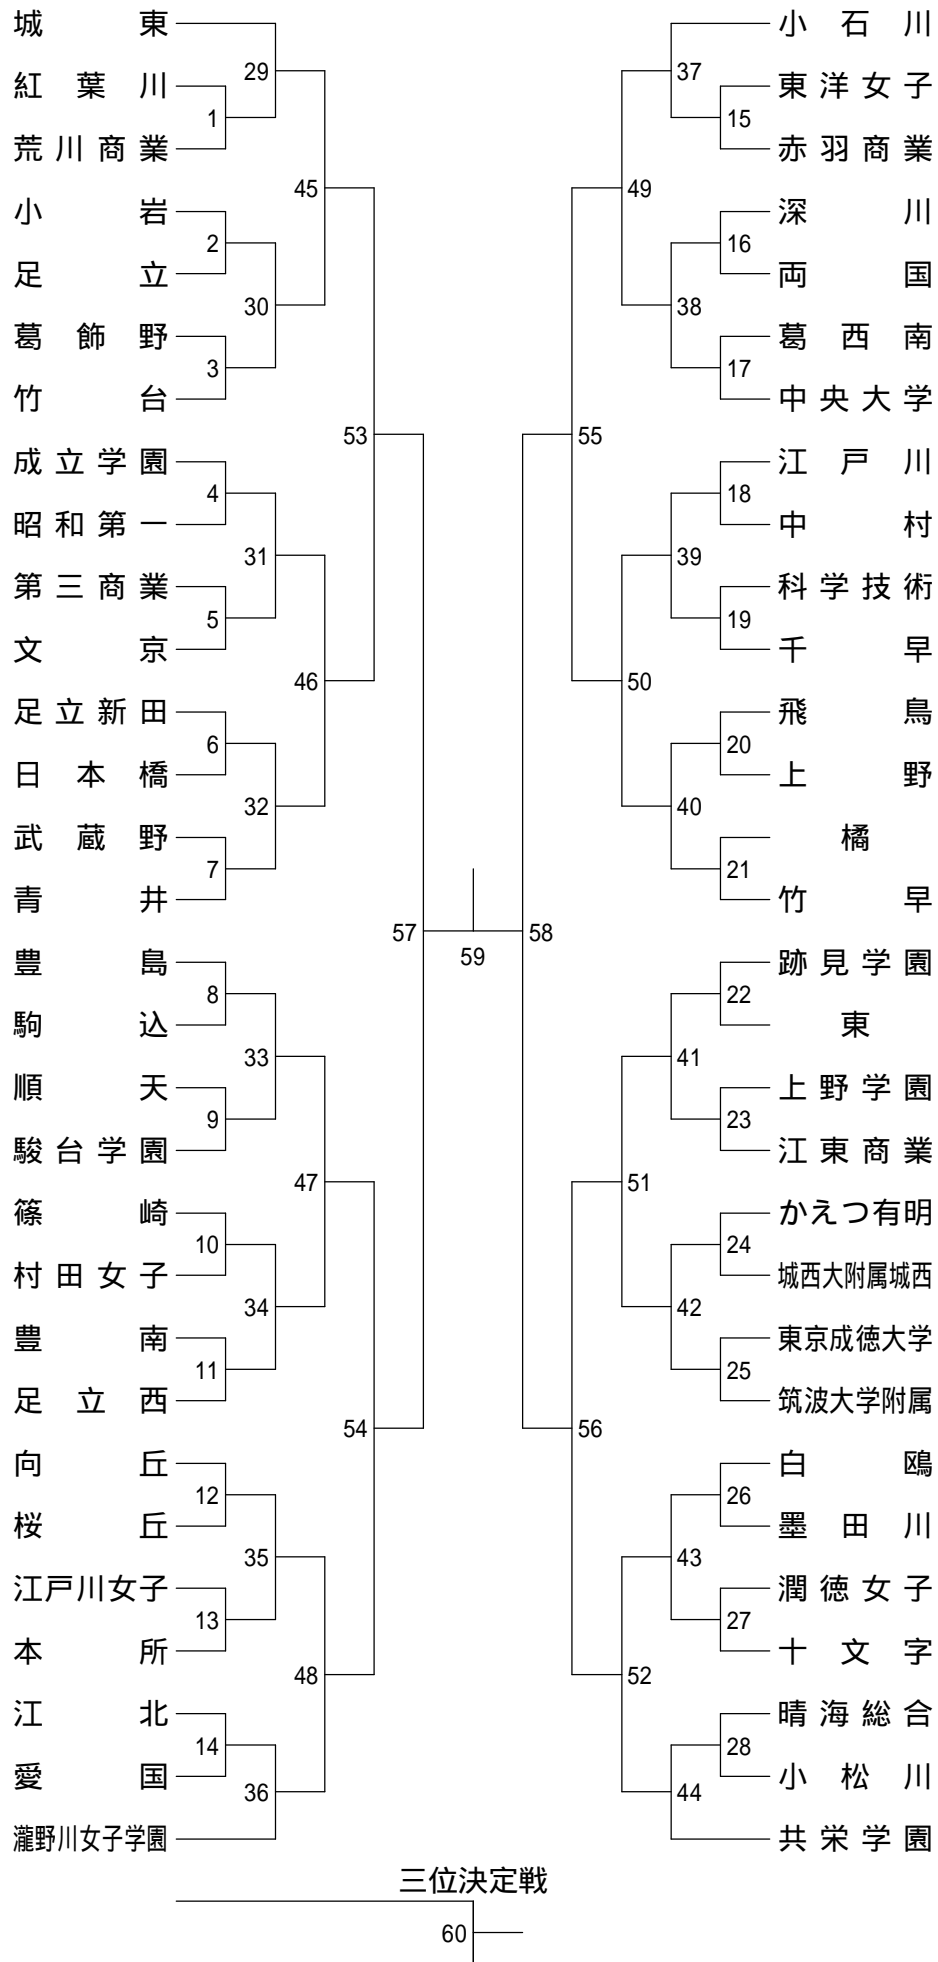 城東
紅葉川
荒川商業
小岩
足立
葛飾野
竹台
成立学園
昭和第一
第三商業
文京
足立新田
日本橋
武蔵野
青井
豊島
駒込
順天
駿台学園
篠崎
村田女子
豊南
足立西
向丘
桜丘
江戸川女子
本所
江北
愛国
瀧野川女子学園
1
2
3
4
5
6
7
8
9
10
11
12
13
14
29
30
31
32
33
34
35
36
45
46
47
48
53
54
57
59
58
55
56
49
50
51
52
37
38
39
40
41
42
43
44
15
16
17
18
19
20
21
22
23
24
25
26
27
28
小石川
東洋女子
赤羽商業
深川
両国
葛西南
中央大学
江戸川
中村
科学技術
千早
飛鳥
上野
橘
竹早
跡見学園
東
上野学園
江東商業
かえつ有明
城西大附属城西
東京成徳大学
筑波大学附属
白鴎
墨田川
潤徳女子
十文字
晴海総合
小松川
共栄学園
三位決定戦
60